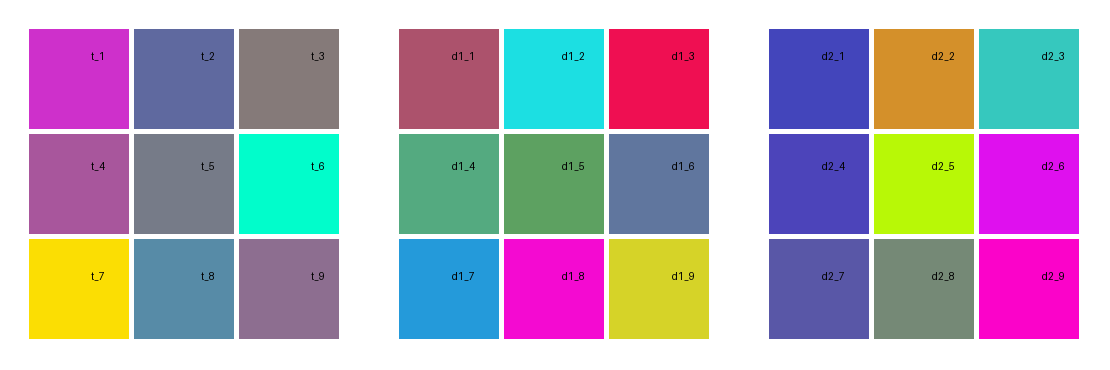 t_1 t_2 t_3 d1_1 d1_2 d1_3 d2_1 d2_2 d2_3
t_4 t_5 t_6 d1_4 d1_5 d1_6 d2_4 d2_5 d2_6
t_7 t_8 t_9 d1_7 d1_8 d1_9 d2_7 d2_8 d2_9